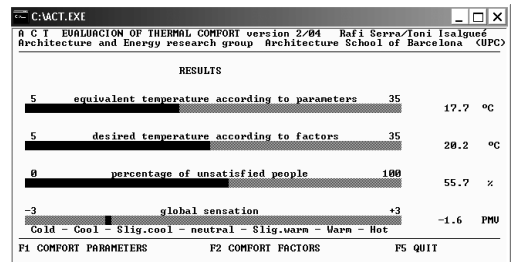 C:\ACT.EXE
A C T EVALUACION OF THERMAL COMFORT version 2/04 Rafi Serra/Toni Isalgueé
Architecture and Energy research group Architecture School of Barcelona (UPC)
RESULTS
5 equivalent temperature according to parameters 35
17.7 ºC
5 desired temperature according to factors 35
20.2 ºC
0 percentage of unsatisfied people 100
55.7 %
-3 global sensation +3
-1.6 PMV
Cold - Cool - Slig.cool - neutral - Slig.warm - Warm - Hot
F1 COMFORT PARAMETERS F2 COMFORT FACTORS F5 QUIT